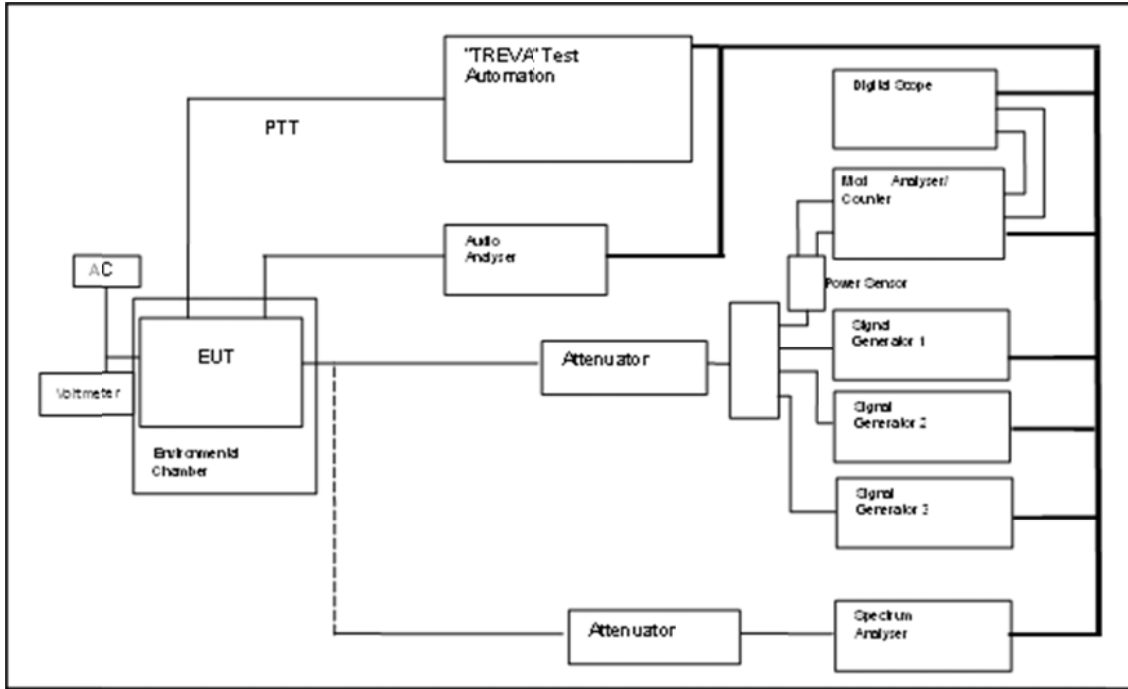 "TREVA" Test
Automation
PTT
Digital Scope
Mod Analyser/
Counter
Audio
Analyser
AC
Power Sensor
EUT
Voltmeter
Environmental
Chamber
Attenuator
Signal
Generator 1
Signal
Generator 2
Signal
Generator 3
Attenuator
Spectrum
Analyser